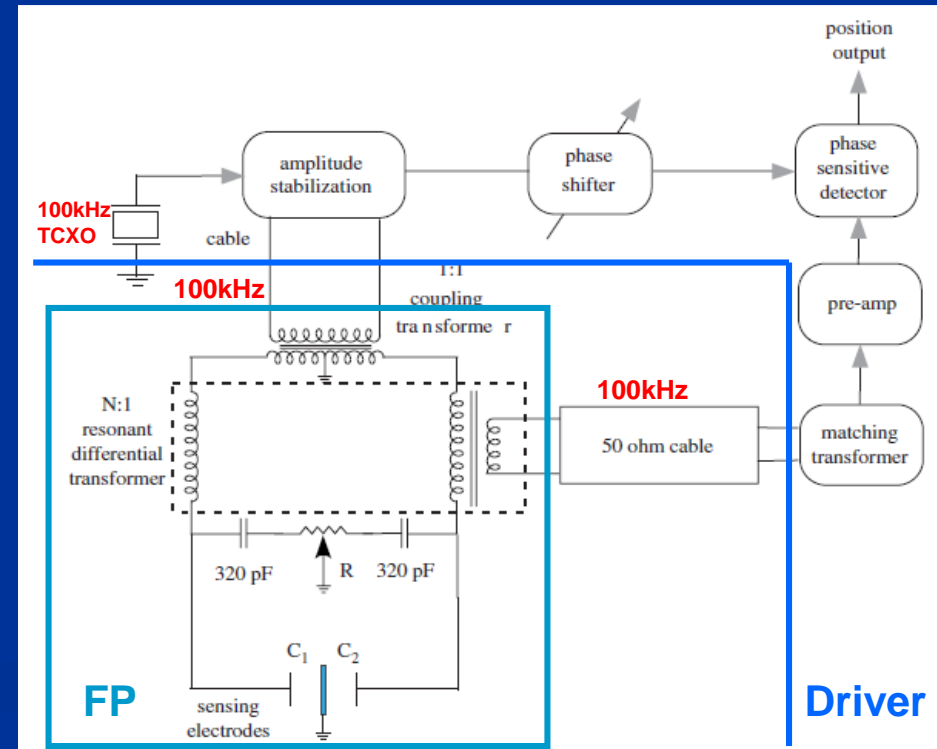 position
output
amplitude
stabilization
phase
shifter
phase
sensitive
detector
100kHz
TCXO
cable
100kHz
1:1
coupling
tra nsforme r
pre-amp
N:1
resonant
differential
transformer
100kHz
50 ohm cable
matching
transformer
320 pF
R
320 pF
C1
C2
FP
sensing
electrodes
Driver